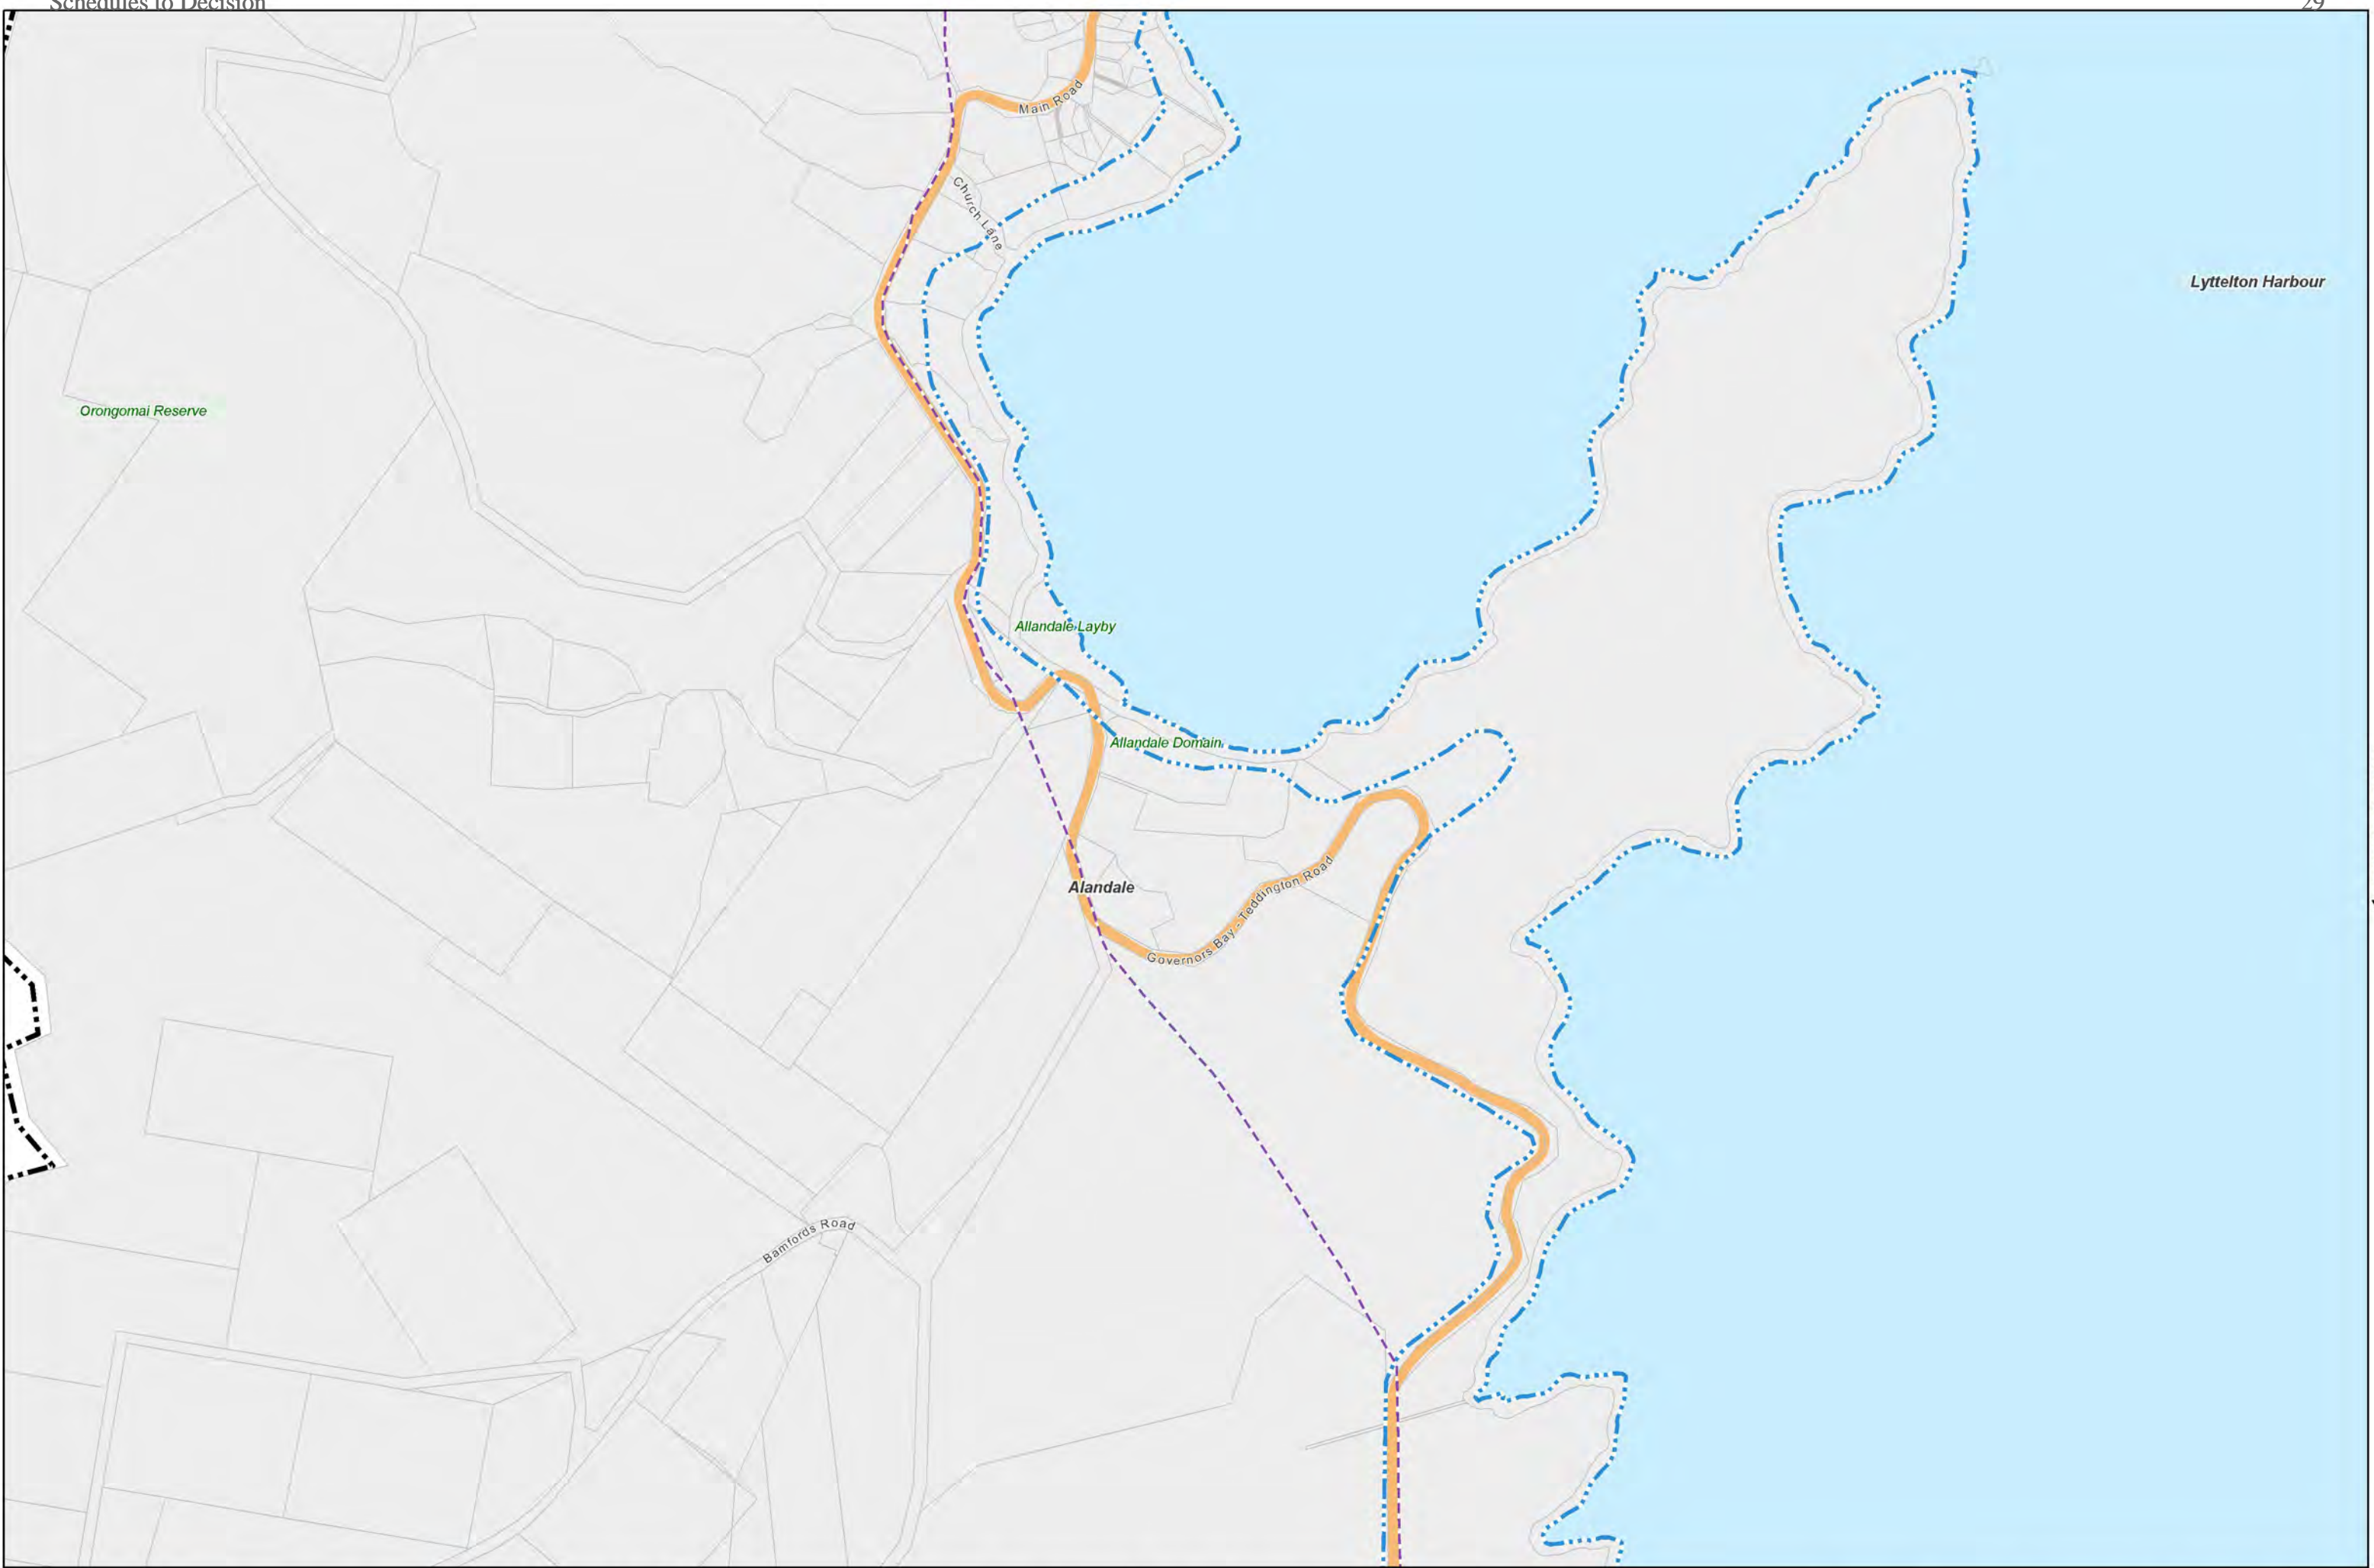 Schedules to Decision
29
Main Road
Church Lane
Lyttelton Harbour
Orongomai Reserve
Allandale Layby
Allandale Domain
Alandale
Governors Bay - Teddington Road
Bamfords Road